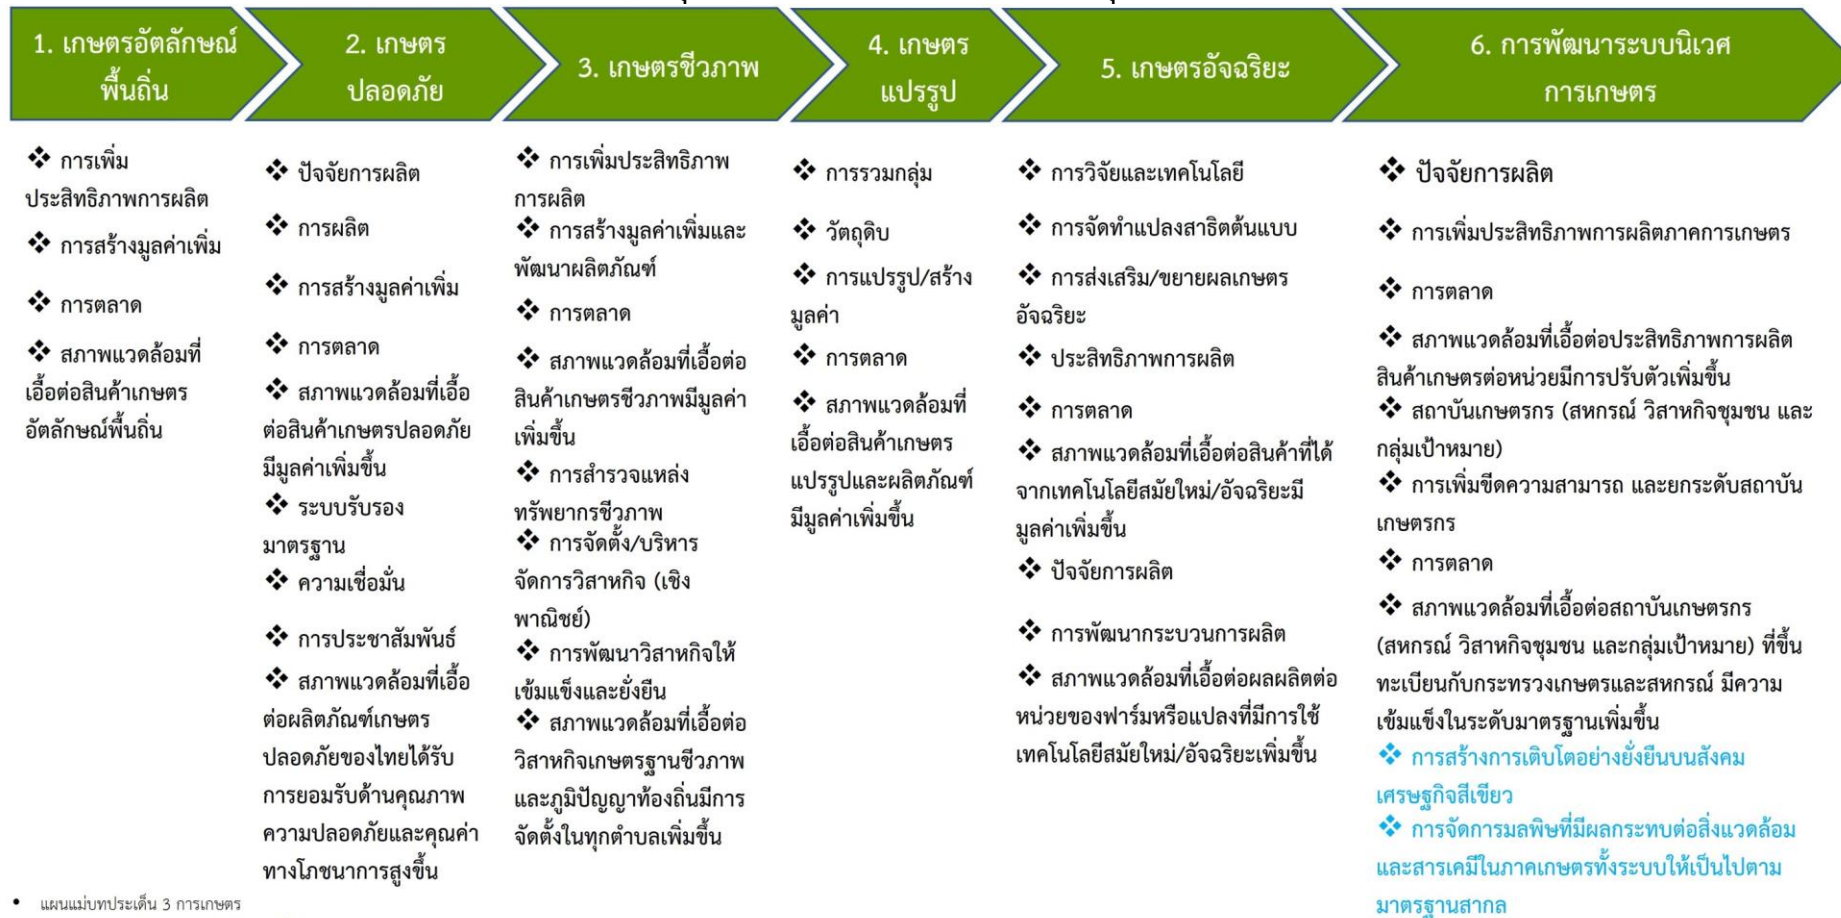 1. เกษตรอัตลักษณ์
พื้นถิ่น
2. เกษตร
ปลอดภัย
3. เกษตรชีวภาพ
4. เกษตร
แปรรูป
5. เกษตรอัจฉริยะ
6. การพัฒนาระบบนิเวศ
การเกษตร
❖ การเพิ่ม
ประสิทธิภาพการผลิต
❖ การสร้างมูลค่าเพิ่ม
❖ การตลาด
❖ สภาพแวดล้อมที่
เอื้อต่อสินค้าเกษตร
อัตลักษณ์พื้นถิ่น
❖ ปัจจัยการผลิต
❖ การผลิต
❖ การสร้างมูลค่าเพิ่ม
❖ การตลาด
❖ สภาพแวดล้อมที่เอื้อ
ต่อสินค้าเกษตรปลอดภัย
มีมูลค่าเพิ่มขึ้น
❖ ระบบรับรอง
มาตรฐาน
❖ ความเชื่อมั่น
❖ การประชาสัมพันธ์
❖ สภาพแวดล้อมที่เอื้อ
ต่อผลิตภัณฑ์เกษตร
ปลอดภัยของไทยได้รับ
การยอมรับด้านคุณภาพ
ความปลอดภัยและคุณค่า
ทางโภชนาการสูงขึ้น
❖ การเพิ่มประสิทธิภาพ
การผลิต
❖ การสร้างมูลค่าเพิ่มและ
พัฒนาผลิตภัณฑ์
❖ การตลาด
❖ สภาพแวดล้อมที่เอื้อต่อ
สินค้าเกษตรชีวภาพมีมูลค่า
เพิ่มขึ้น
❖ การสำรวจแหล่ง
ทรัพยากรชีวภาพ
❖ การจัดตั้ง/บริหาร
จัดการวิสาหกิจ (เชิง
พาณิชย์)
❖ การพัฒนาวิสาหกิจให้
เข้มแข็งและยั่งยืน
❖ สภาพแวดล้อมที่เอื้อต่อ
วิสาหกิจเกษตรฐานชีวภาพ
และภูมิปัญญาท้องถิ่นมีการ
จัดตั้งในทุกตำบลเพิ่มขึ้น
❖ การรวมกลุ่ม
❖ วัตถุดิบ
❖ การแปรรูป/สร้าง
มูลค่า
❖ การตลาด
❖ สภาพแวดล้อมที่
เอื้อต่อสินค้าเกษตร
แปรรูปและผลิตภัณฑ์
มีมูลค่าเพิ่มขึ้น
❖ การวิจัยและเทคโนโลยี
❖ การจัดทำแปลงสาธิตต้นแบบ
❖ การส่งเสริม/ขยายผลเกษตร
อัจฉริยะ
❖ ประสิทธิภาพการผลิต
❖ การตลาด
❖ สภาพแวดล้อมที่เอื้อต่อสินค้าที่ได้
จากเทคโนโลยีสมัยใหม่/อัจฉริยะมี
มูลค่าเพิ่มขึ้น
❖ ปัจจัยการผลิต
❖ การพัฒนากระบวนการผลิต
❖ สภาพแวดล้อมที่เอื้อต่อผลผลิตต่อ
หน่วยของฟาร์มหรือแปลงที่มีการใช้
เทคโนโลยีสมัยใหม่/อัจฉริยะเพิ่มขึ้น
❖ ปัจจัยการผลิต
❖ การเพิ่มประสิทธิภาพการผลิตภาคการเกษตร
❖ การตลาด
❖ สภาพแวดล้อมที่เอื้อต่อประสิทธิภาพการผลิต
สินค้าเกษตรต่อหน่วยมีการปรับตัวเพิ่มขึ้น
❖ สถาบันเกษตรกร (สหกรณ์ วิสาหกิจชุมชน และ
กลุ่มเป้าหมาย)
❖ การเพิ่มขีดความสามารถ และยกระดับสถาบัน
เกษตรกร
❖ การตลาด
❖ สภาพแวดล้อมที่เอื้อต่อสถาบันเกษตรกร
(สหกรณ์ วิสาหกิจชุมชน และกลุ่มเป้าหมาย) ที่ขึ้น
ทะเบียนกับกระทรวงเกษตรและสหกรณ์ มีความ
เข้มแข็งในระดับมาตรฐานเพิ่มขึ้น
❖ การสร้างการเติบโตอย่างยั่งยืนบนสังคม
เศรษฐกิจสีเขียว
❖ การจัดการมลพิษที่มีผลกระทบต่อสิ่งแวดล้อม
และสารเคมีในภาคเกษตรทั้งระบบให้เป็นไปตาม
มาตรฐานสากล
• แผนแม่บทประเด็น 3 การเกษตร